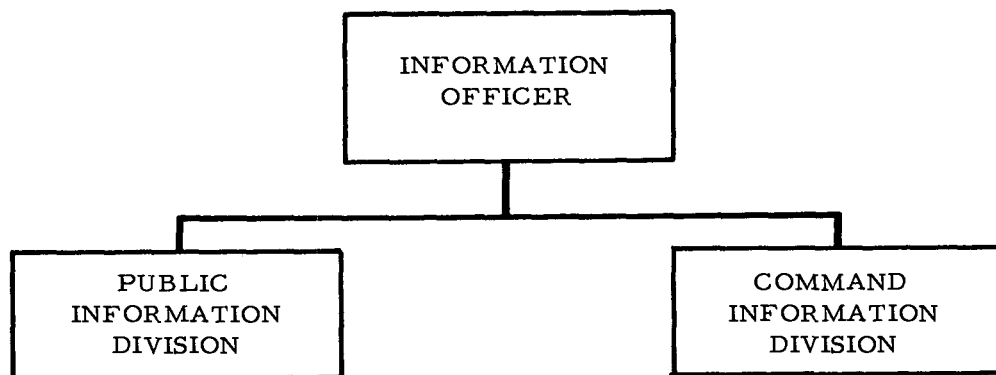 INFORMATION
OFFICER
PUBLIC
INFORMATION
DIVISION
COMMAND
INFORMATION
DIVISION